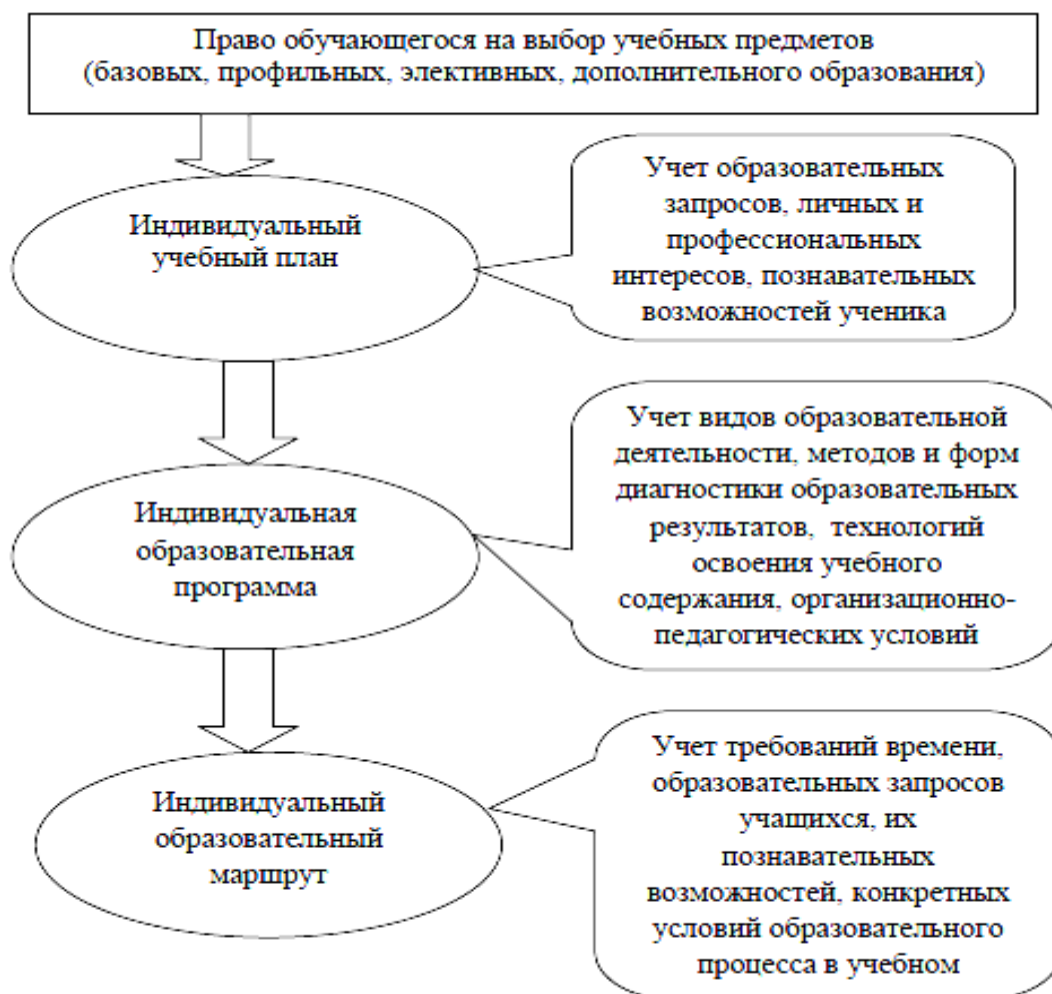 Право обучающегося на выбор учебных предметов
(базовых, профильных, элективных, дополнительного образования)
Индивидуальный
учебный план
Учет образовательных
запросов, личных и
профессиональных
интересов, познавательных
возможностей ученика
Индивидуальная
образовательная
программа
Учет видов образовательной
деятельности, методов и форм
диагностики образовательных
результатов, технологий
освоения учебного
содержания, организационно-
педагогических условий
Индивидуальный
образовательный
маршрут
Учет требований времени,
образовательных запросов
учащихся, их
познавательных
возможностей, конкретных
условий образовательного
процесса в учебном